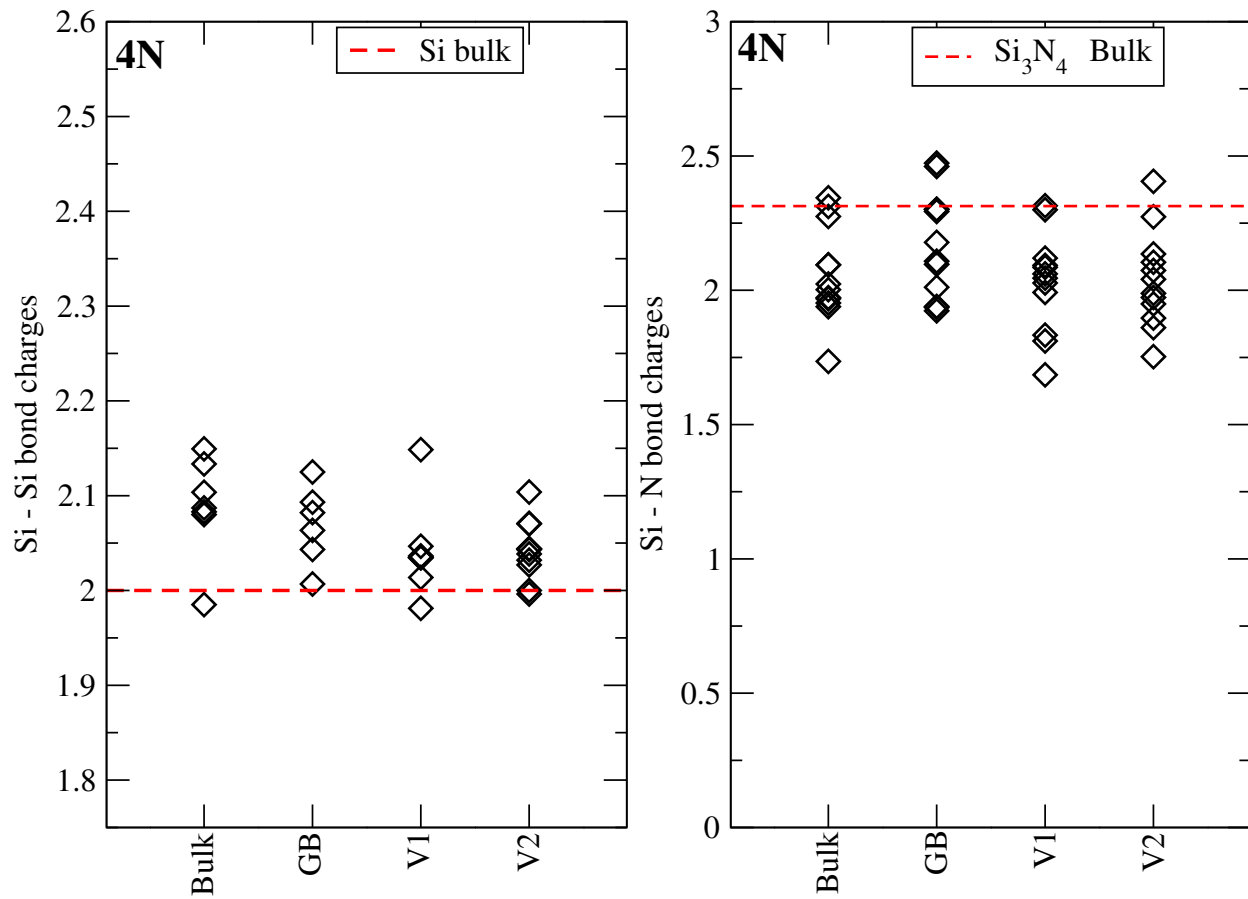 4N
Si bulk
Si - Si bond charges
2.6
2.5
2.4
2.3
2.2
2.1
2
1.9
1.8
Bulk
GB
V1
V2
4N
Si3N4 Bulk
Si - N bond charges
3
2.5
2
1.5
1
0.5
0
Bulk
GB
V1
V2